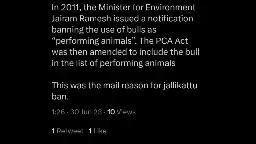 In 2011, the Minister for Environment
Jairam Ramesh issued a notification
banning the use of bulls as
"performing animals". The PCA Act
was then amended to include the bull
in the list of performing animals
This was the mail reason for jallikattu
ban.
1:26 · 30 Jun 23 · 10 Views
1 Retweet 1 Like